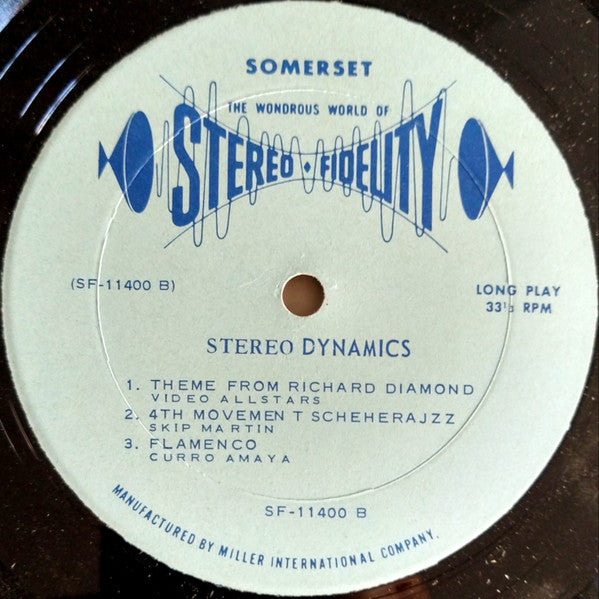 SOMERSET
THE WONDROUS WORLD OF
STEREO · FIDELITY
(SF-11400 B)
LONG PLAY
33⅓ RPM
STEREO DYNAMICS
1. THEME FROM RICHARD DIAMOND
VIDEO ALLSTARS
2. 4TH MOVEMEN T SCHEHERAJZZ
SKIP MARTIN
3. FLAMENCO
CURRO AMAYA
SF-11400 B
MANUFACTURED BY MILLER INTERNATIONAL COMPANY.